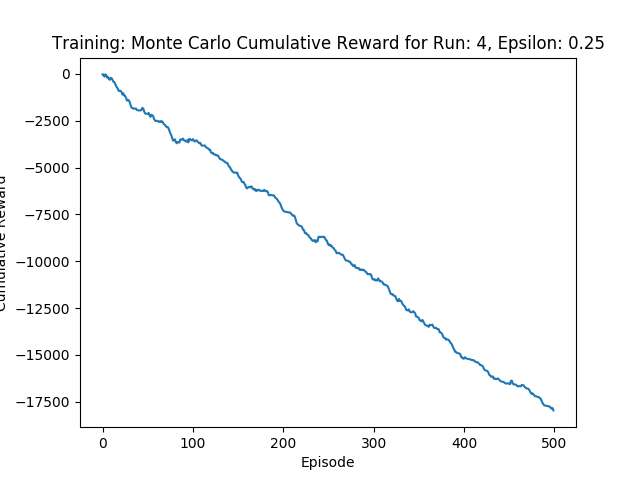 Training: Monte Carlo Cumulative Reward for Run: 4, Epsilon: 0.25
0
−2500
−5000
−7500
−10000
−12500
−15000
−17500
Cumulative Reward
0 100 200 300 400 500
Episode